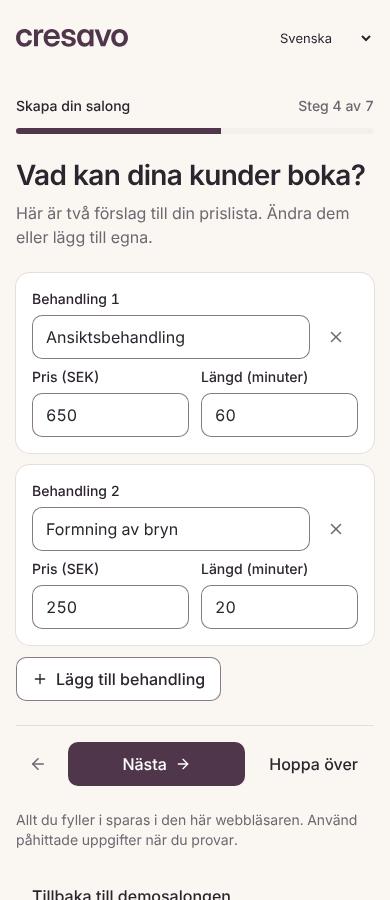 cresavo
Svenska
Skapa din salong
Steg 4 av 7
Vad kan dina kunder boka?
Här är två förslag till din prislista. Ändra dem
eller lägg till egna.
Behandling 1
Ansiktsbehandling
Pris (SEK)
Längd (minuter)
650
60
Behandling 2
Formning av bryn
Pris (SEK)
Längd (minuter)
250
20
+ Lägg till behandling
← Nästa → Hoppa över
Allt du fyller i sparas i den här webbläsaren. Använd
påhittade uppgifter när du provar.
Tillbaka till demosalongen